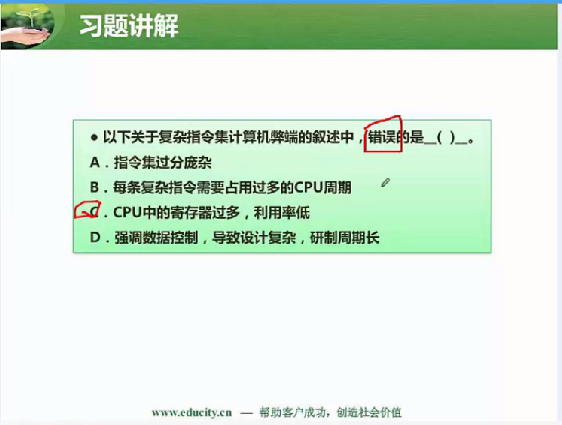 习题讲解
• 以下关于复杂指令集计算机弊端的叙述中，错误的是__( )__。
A．指令集过分庞杂
B．每条复杂指令需要占用过多的CPU周期
C．CPU中的寄存器过多，利用率低
D．强调数据控制，导致设计复杂，研制周期长
www.educity.cn — 帮助客户成功，创造社会价值